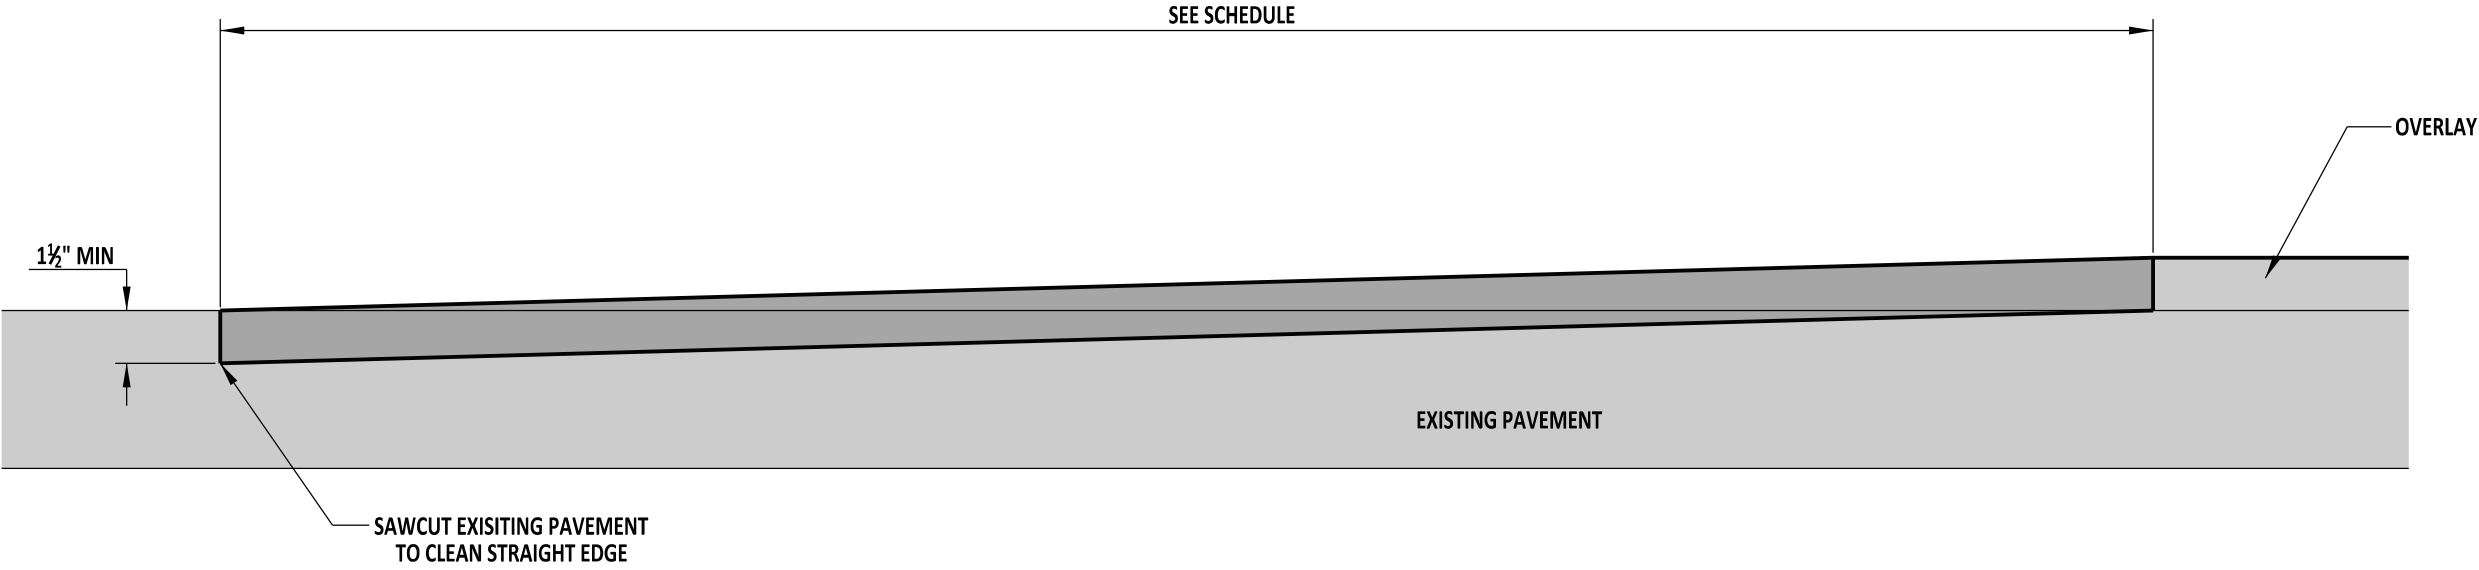 SEE SCHEDULE
OVERLAY
1½" MIN
EXISTING PAVEMENT
SAWCUT EXISITING PAVEMENT
TO CLEAN STRAIGHT EDGE